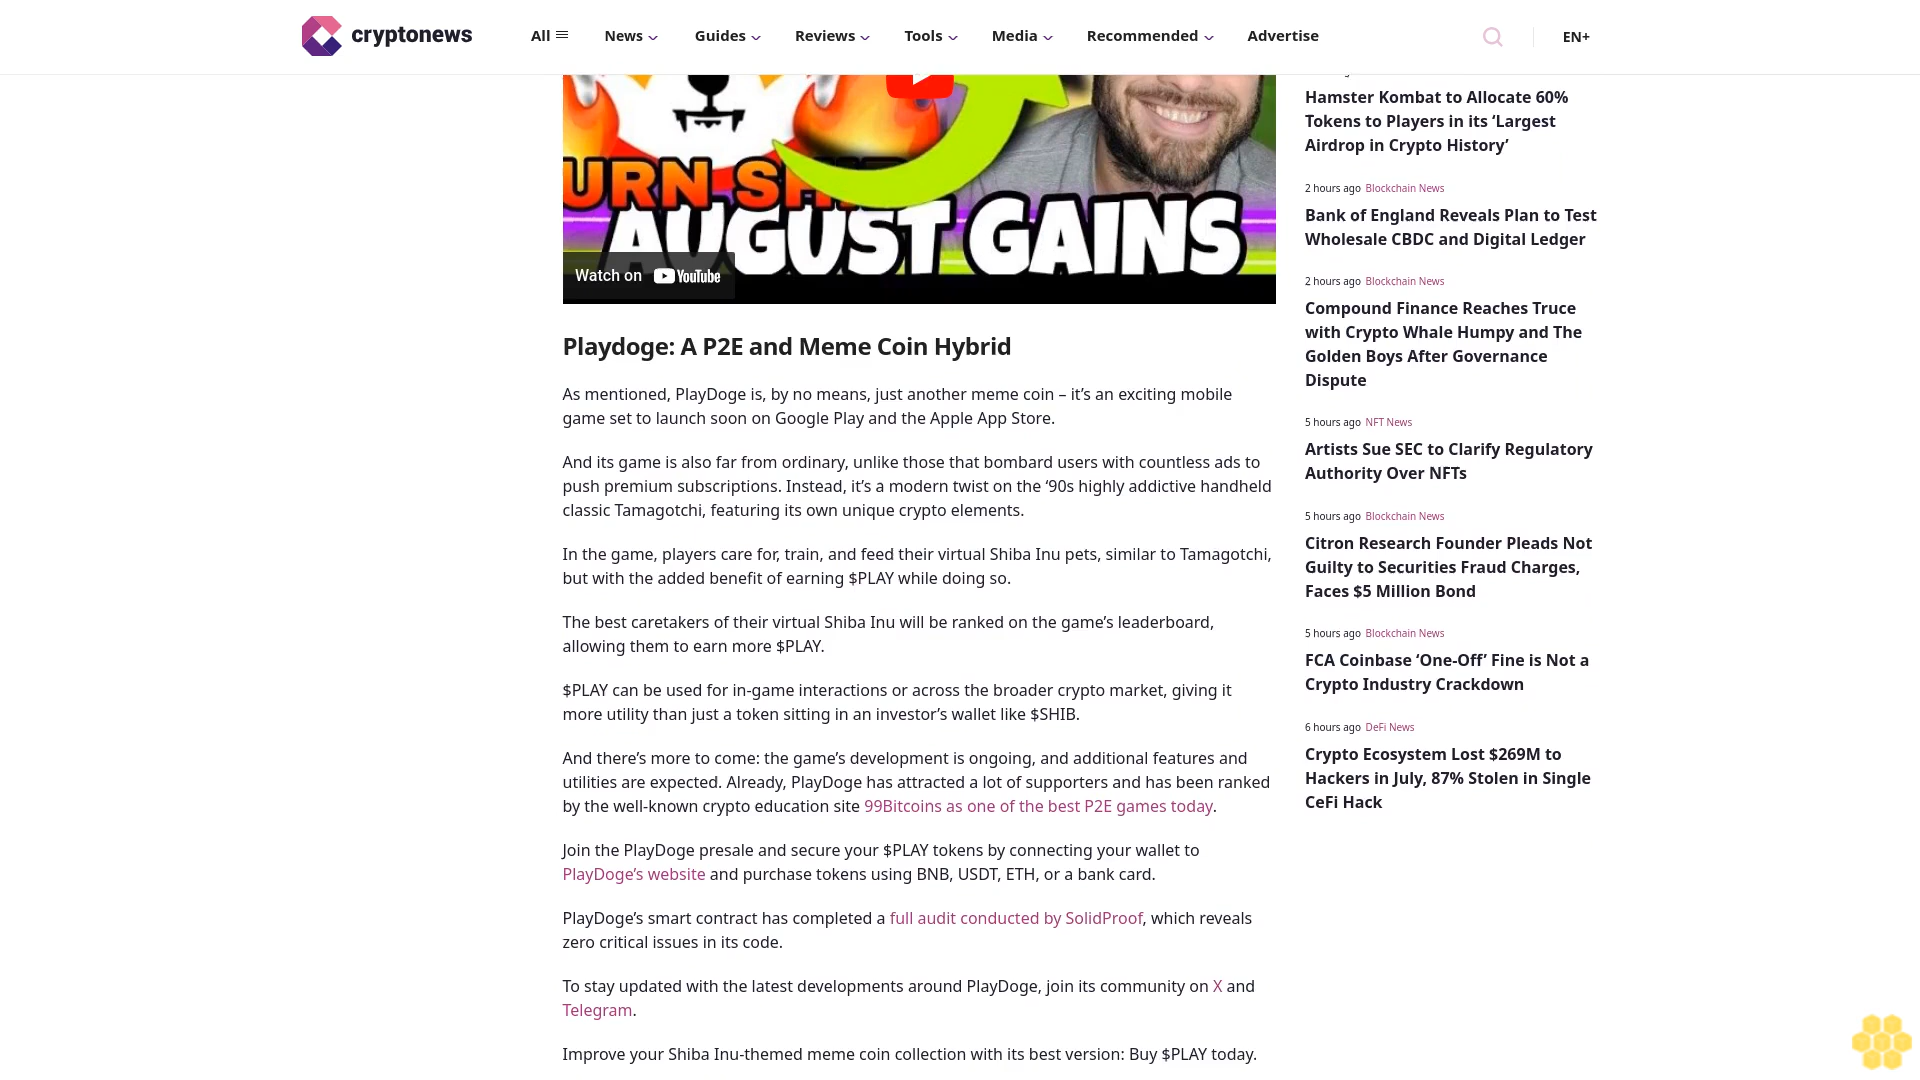 cryptonews
All
News
Guides
Reviews
Tools
Media
Recommended
Advertise
EN+
AUGUST GAINS
Watch on YouTube
Playdoge: A P2E and Meme Coin Hybrid
As mentioned, PlayDoge is, by no means, just another meme coin – it’s an exciting mobile
game set to launch soon on Google Play and the Apple App Store.
And its game is also far from ordinary, unlike those that bombard users with countless ads to
push premium subscriptions. Instead, it’s a modern twist on the ‘90s highly addictive handheld
classic Tamagotchi, featuring its own unique crypto elements.
In the game, players care for, train, and feed their virtual Shiba Inu pets, similar to Tamagotchi,
but with the added benefit of earning $PLAY while doing so.
The best caretakers of their virtual Shiba Inu will be ranked on the game’s leaderboard,
allowing them to earn more $PLAY.
$PLAY can be used for in-game interactions or across the broader crypto market, giving it
more utility than just a token sitting in an investor’s wallet like $SHIB.
And there’s more to come: the game’s development is ongoing, and additional features and
utilities are expected. Already, PlayDoge has attracted a lot of supporters and has been ranked
by the well-known crypto education site 99Bitcoins as one of the best P2E games today.
Join the PlayDoge presale and secure your $PLAY tokens by connecting your wallet to
PlayDoge’s website and purchase tokens using BNB, USDT, ETH, or a bank card.
PlayDoge’s smart contract has completed a full audit conducted by SolidProof, which reveals
zero critical issues in its code.
To stay updated with the latest developments around PlayDoge, join its community on X and
Telegram.
Improve your Shiba Inu-themed meme coin collection with its best version: Buy $PLAY today.
Hamster Kombat to Allocate 60%
Tokens to Players in its ‘Largest
Airdrop in Crypto History’
2 hours ago Blockchain News
Bank of England Reveals Plan to Test
Wholesale CBDC and Digital Ledger
2 hours ago Blockchain News
Compound Finance Reaches Truce
with Crypto Whale Humpy and The
Golden Boys After Governance
Dispute
5 hours ago NFT News
Artists Sue SEC to Clarify Regulatory
Authority Over NFTs
5 hours ago Blockchain News
Citron Research Founder Pleads Not
Guilty to Securities Fraud Charges,
Faces $5 Million Bond
5 hours ago Blockchain News
FCA Coinbase ‘One-Off’ Fine is Not a
Crypto Industry Crackdown
6 hours ago DeFi News
Crypto Ecosystem Lost $269M to
Hackers in July, 87% Stolen in Single
CeFi Hack